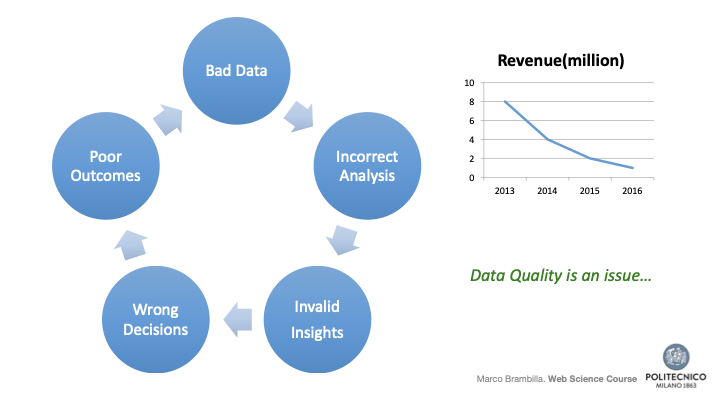 Bad Data
Incorrect
Analysis
Invalid
Insights
Wrong
Decisions
Poor
Outcomes
Revenue(million)
10
8
6
4
2
0
2013 2014 2015 2016
Data Quality is an issue...
Marco Brambilla. Web Science Course
POLITECNICO
MILANO 1863